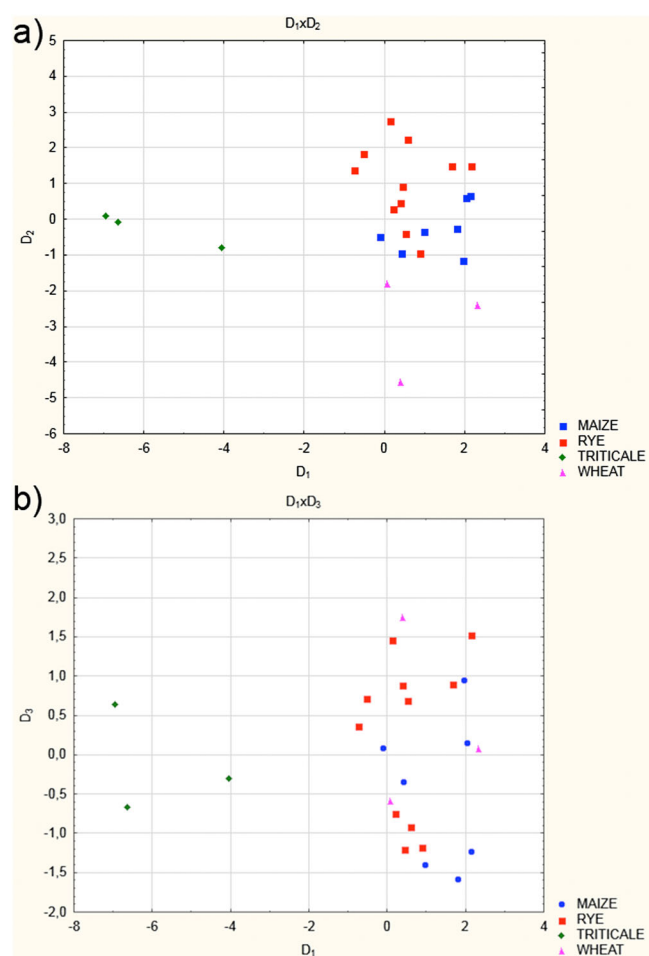 a)
D₁xD₂
5
4
3
2
1
0
-1
-2
-3
-4
-5
-6
D₂
-8 -6 -4 -2 0 2 4
D₁
MAIZE
RYE
TRITICALE
WHEAT
b)
D₁xD₃
3,0
2,5
2,0
1,5
1,0
0,5
0,0
-0,5
-1,0
-1,5
-2,0
D₃
-8 -6 -4 -2 0 2 4
D₁
MAIZE
RYE
TRITICALE
WHEAT